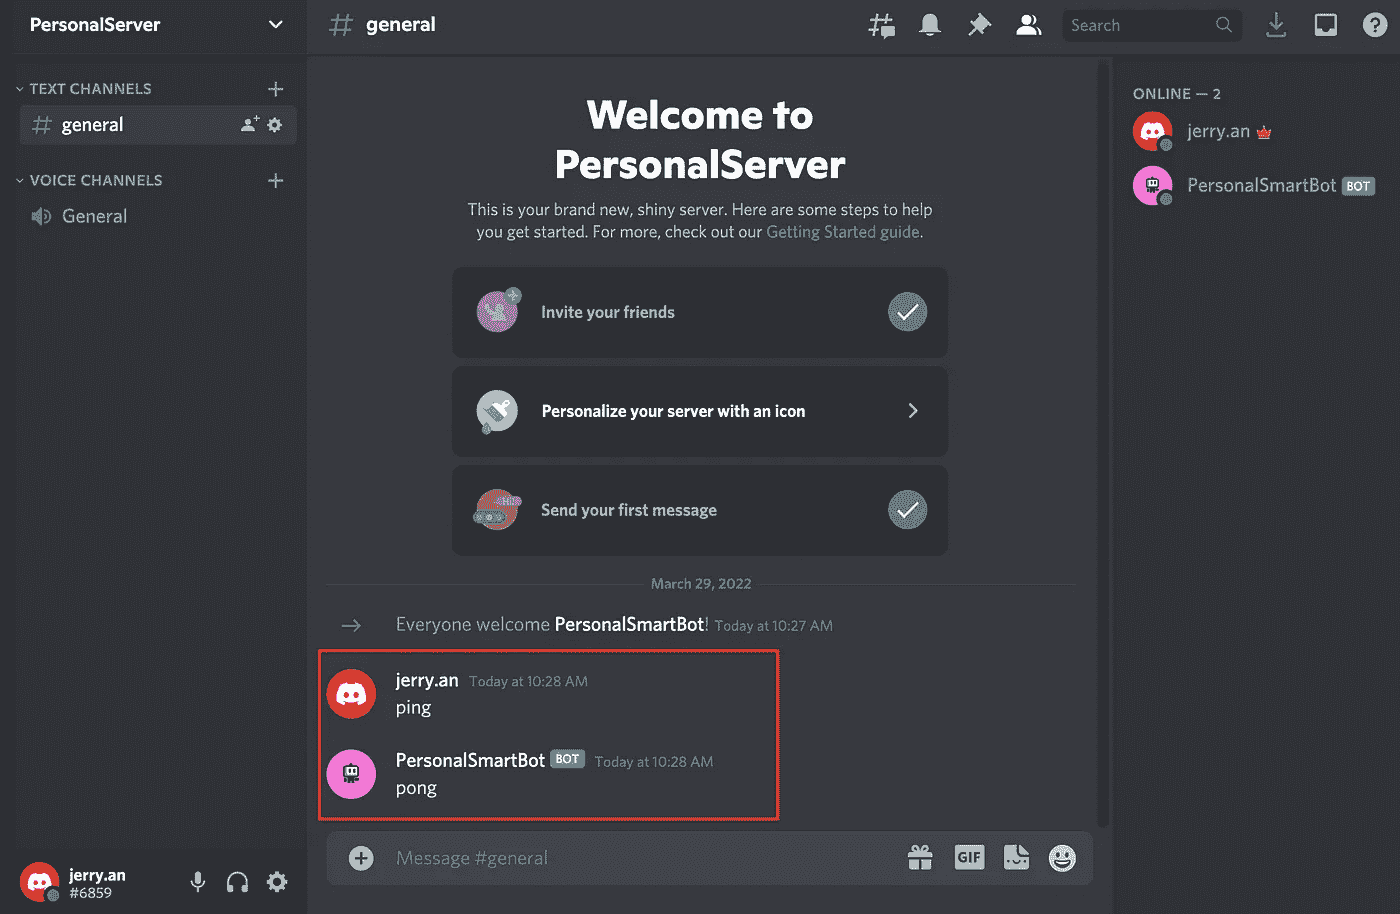 PersonalServer
TEXT CHANNELS
general
VOICE CHANNELS
General
jerry.an
#6859
general
Search
Welcome to
PersonalServer
This is your brand new, shiny server. Here are some steps to help
you get started. For more, check out our Getting Started guide.
Invite your friends
Personalize your server with an icon
Send your first message
March 29, 2022
Everyone welcome PersonalSmartBot! Today at 10:27 AM
jerry.an Today at 10:28 AM
ping
PersonalSmartBot BOT Today at 10:28 AM
pong
Message #general
GIF
ONLINE — 2
jerry.an
PersonalSmartBot BOT